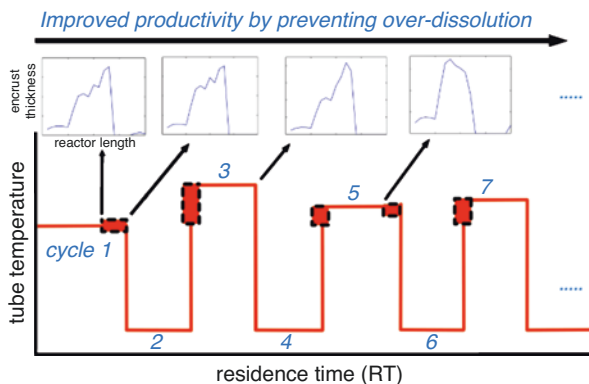 Improved productivity by preventing over-dissolution
encrust
thickness
reactor length
.....
tube temperature
cycle 1
2
3
4
5
6
7
.....
residence time (RT)